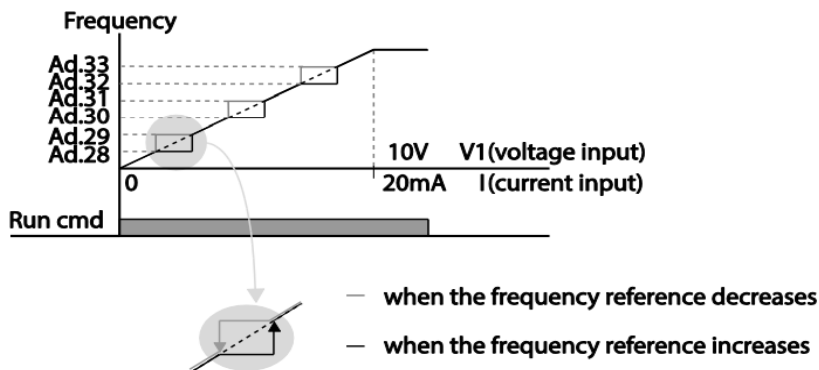 Frequency
Ad.33
Ad.32
Ad.31
Ad.30
Ad.29
Ad.28
10V V1(voltage input)
0 20mA I(current input)
Run cmd
when the frequency reference decreases
when the frequency reference increases